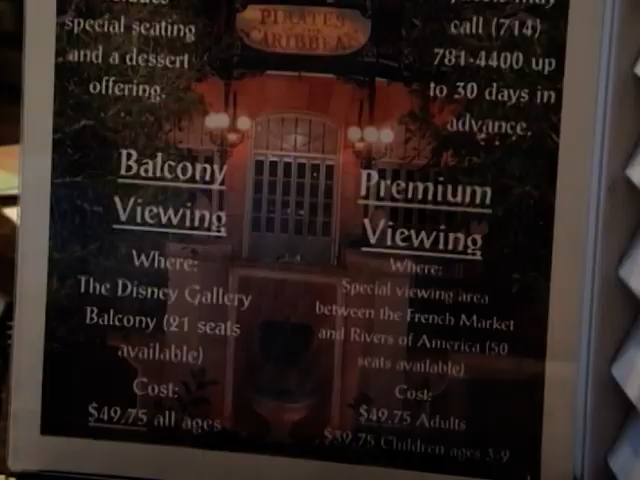 special seating
and a dessert
offering.
PIRATES
CARIBBEAN
call (714)
781-4400 up
to 30 days in
advance.
Balcony
Viewing
Where:
The Disney Gallery
Balcony (21 seats
available)
Cost:
$49.75 all ages
Premium
Viewing
Where:
Special viewing area
between the French Market
and Rivers of America (50
seats available)
Cost:
$49.75 Adults
$39.75 Children ages 3-9